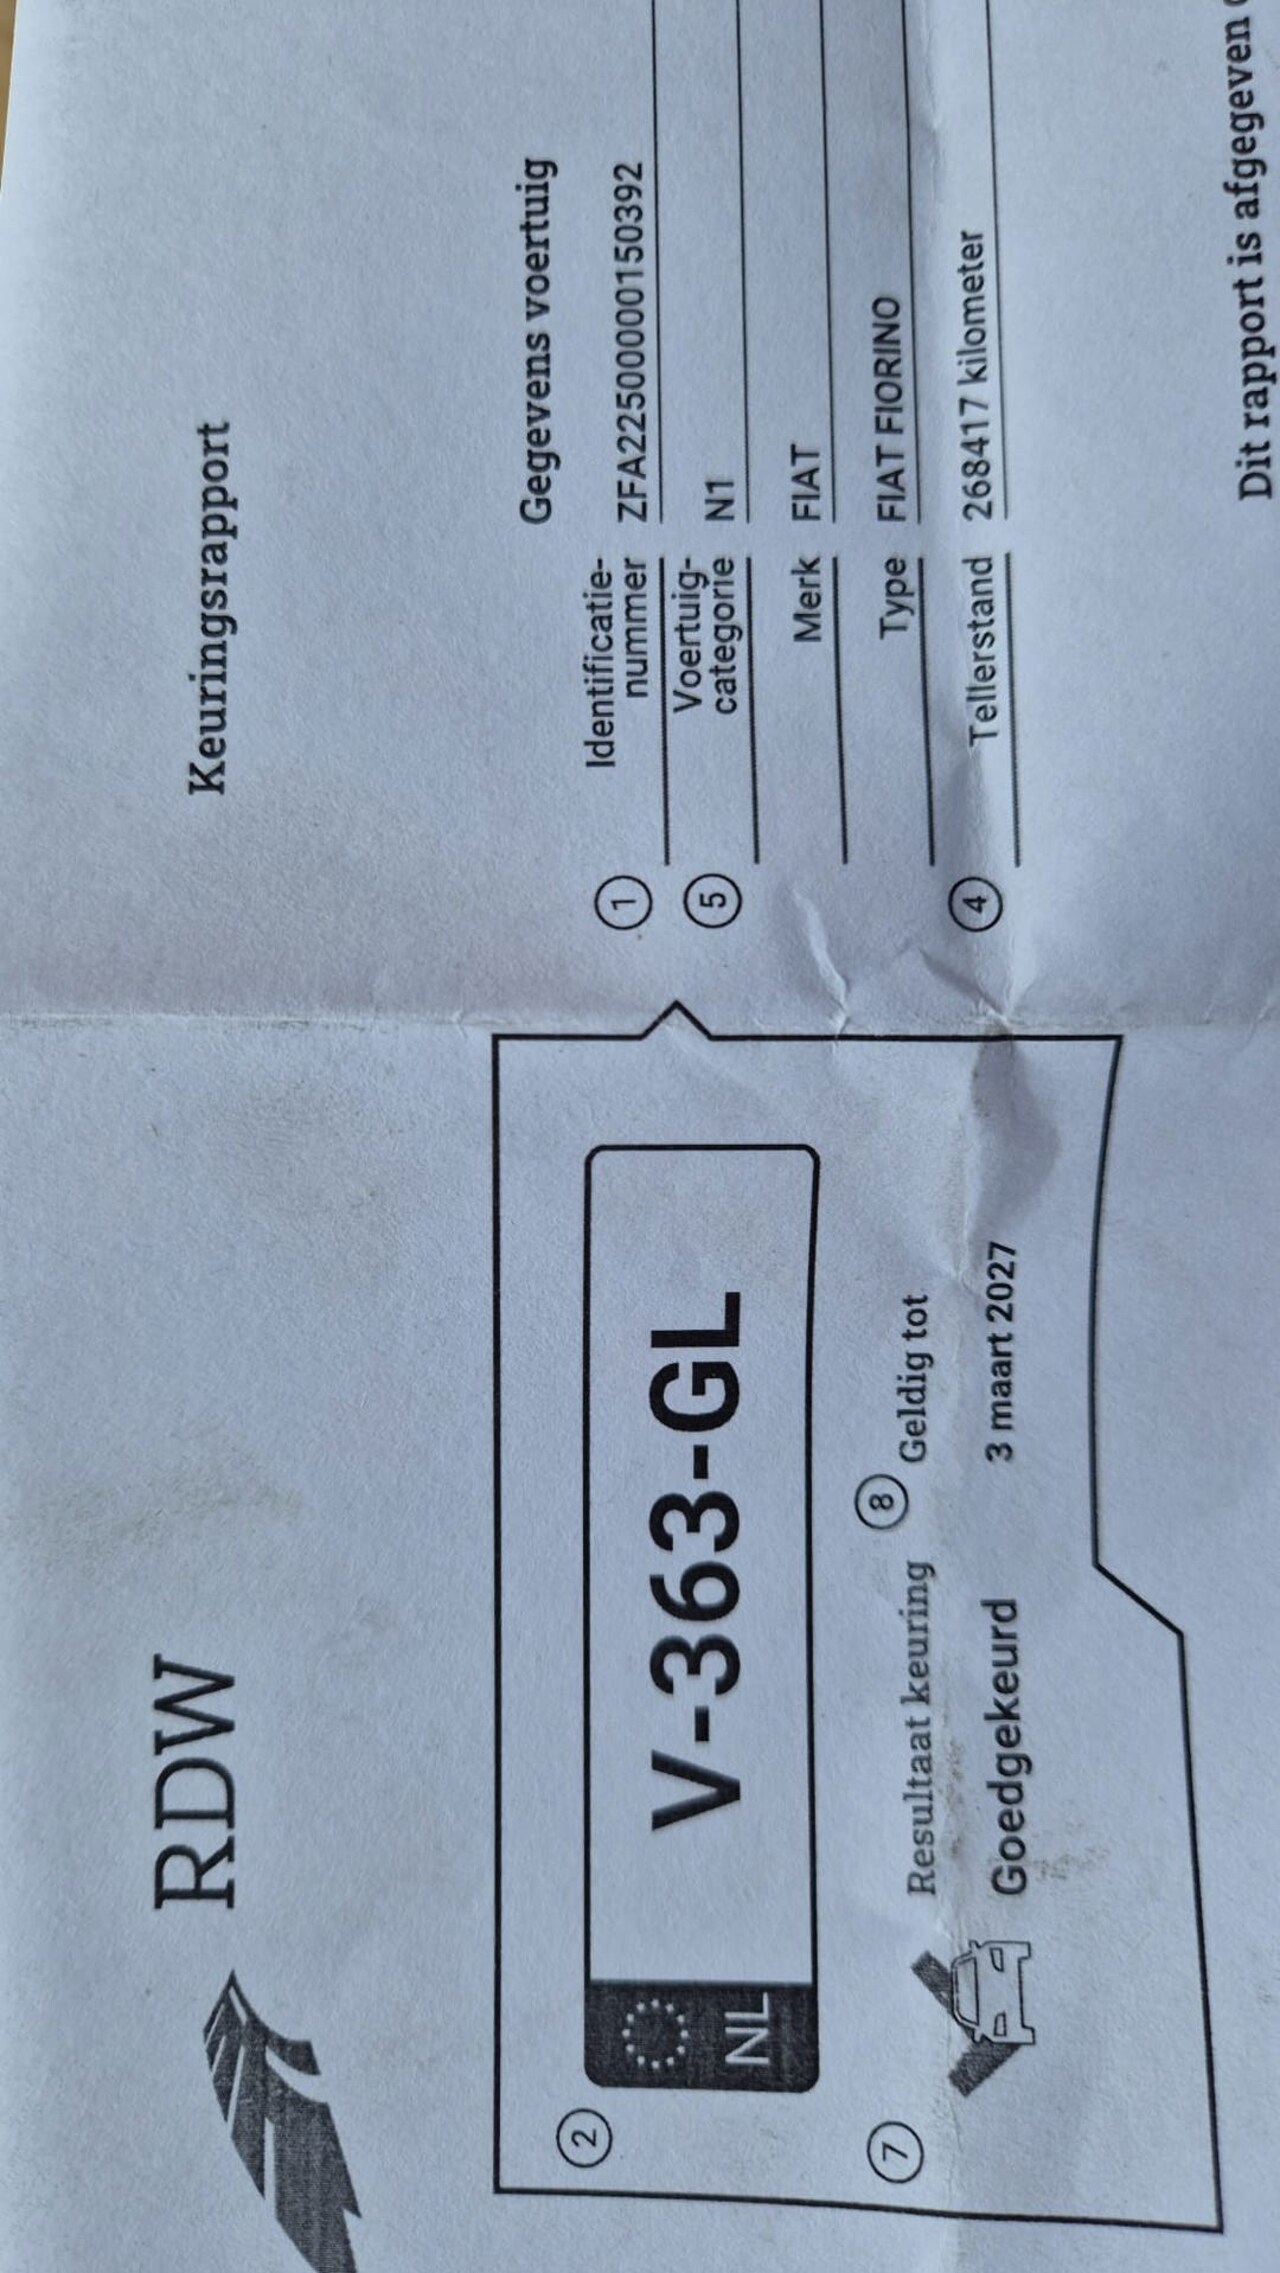 RDW
Keuringsrapport
2
NL
V-363-GL
7
Resultaat keuring
Goedgekeurd
8
Geldig tot
3 maart 2027
Gegevens voertuig
1
Identificatie-
nummer ZFA22500000150392
5
Voertuig-
categorie N1
Merk FIAT
Type FIAT FIORINO
4
Tellerstand 268417 kilometer
Dit rapport is afgegeven